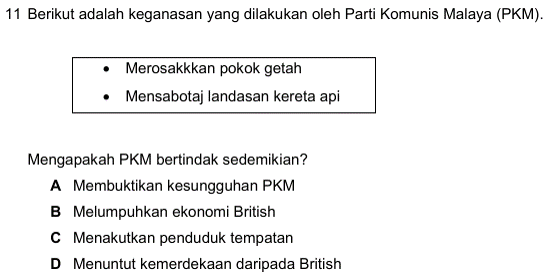 11 Berikut adalah keganasan yang dilakukan oleh Parti Komunis Malaya (PKM).
• Merosakkkan pokok getah
• Mensabotaj landasan kereta api
Mengapakah PKM bertindak sedemikian?
A Membuktikan kesungguhan PKM
B Melumpuhkan ekonomi British
C Menakutkan penduduk tempatan
D Menuntut kemerdekaan daripada British